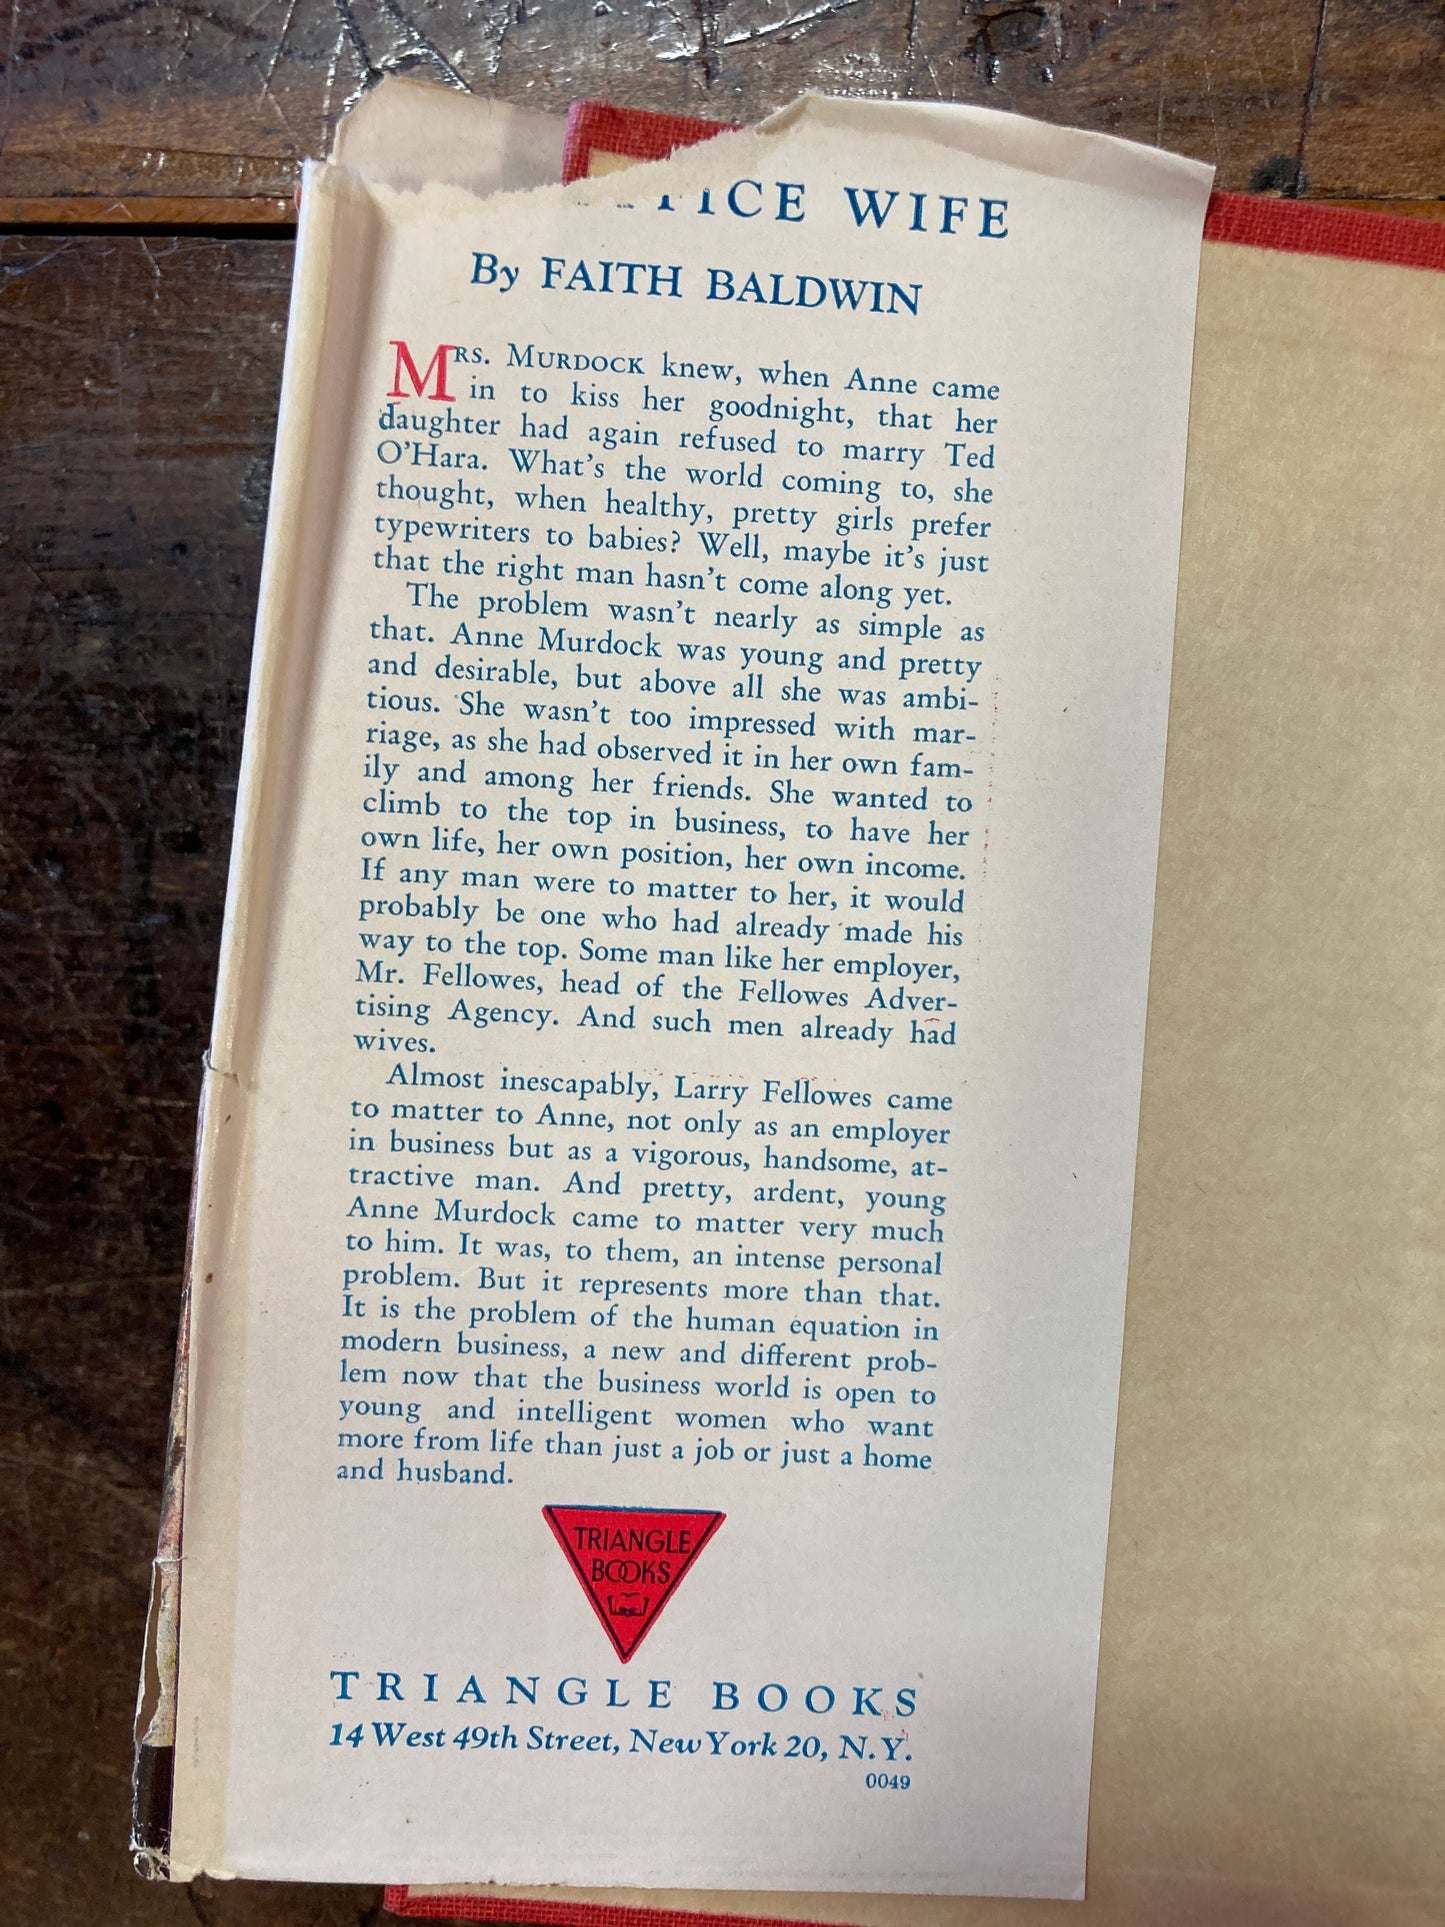 WIFE
By FAITH BALDWIN
MRS. MURDOCK knew, when Anne came
in to kiss her goodnight, that her
daughter had again refused to marry Ted
O'Hara. What's the world coming to, she
thought, when healthy, pretty girls prefer
typewriters to babies? Well, maybe it's just
that the right man hasn't come along yet.
The problem wasn't nearly as simple as
that. Anne Murdock was young and pretty
and desirable, but above all she was ambi-
tious. She wasn't too impressed with mar-
riage, as she had observed it in her own fam-
ily and among her friends. She wanted to
climb to the top in business, to have her
own life, her own position, her own income.
If any man were to matter to her, it would
probably be one who had already made his
way to the top. Some man like her employer,
Mr. Fellowes, head of the Fellowes Adver-
tising Agency. And such men already had
wives.
Almost inescapably, Larry Fellowes came
to matter to Anne, not only as an employer
in business but as a vigorous, handsome, at-
tractive man. And pretty, ardent, young
Anne Murdock came to matter very much
to him. It was, to them, an intense personal
problem. But it represents more than that.
It is the problem of the human equation in
modern business, a new and different prob-
lem now that the business world is open to
young and intelligent women who want
more from life than just a job or just a home
and husband.
TRIANGLE
BOOKS
TRIANGLE BOOKS
14 West 49th Street, New York 20, N.Y.
0049